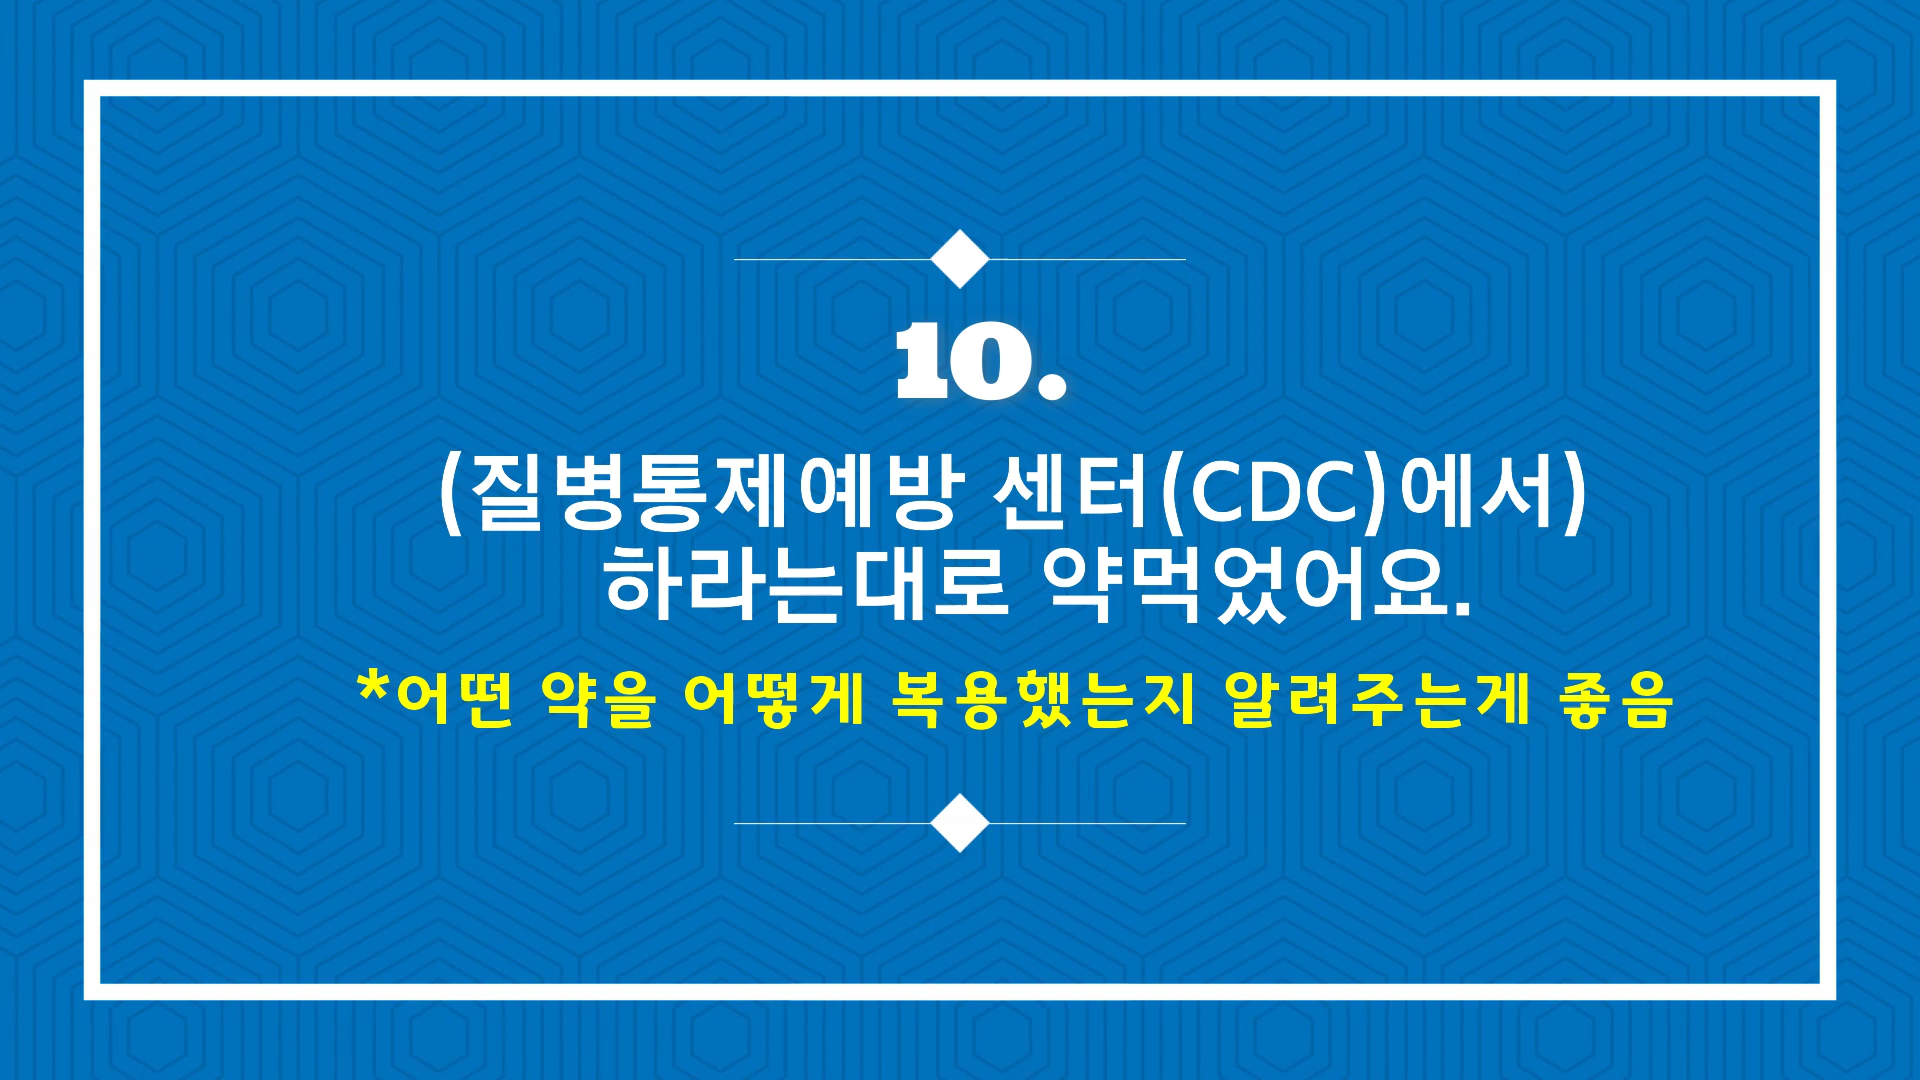 10.
(질병통제예방 센터(CDC)에서)
하라는대로 약먹었어요.
*어떤 약을 어떻게 복용했는지 알려주는게 좋음